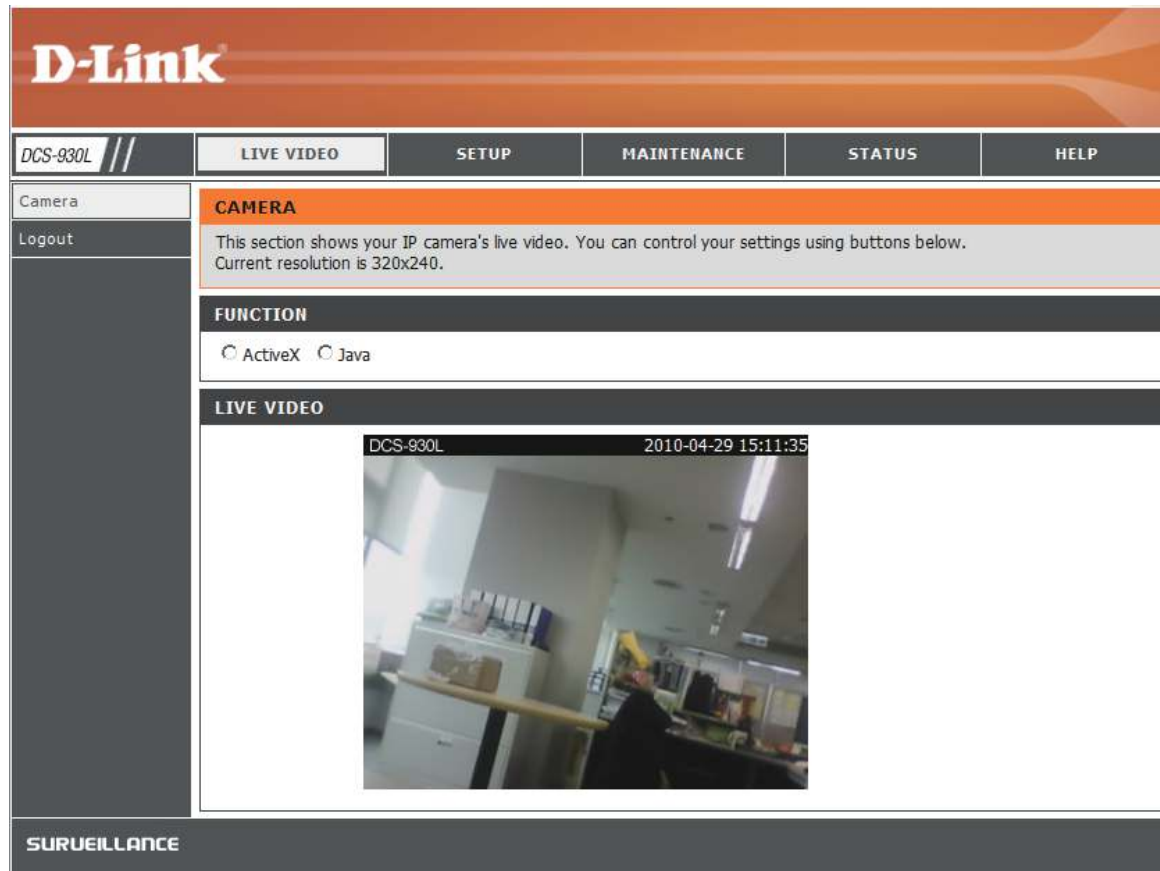 D-Link
DCS-930L
LIVE VIDEO
SETUP
MAINTENANCE
STATUS
HELP
Camera
Logout
CAMERA
This section shows your IP camera's live video. You can control your settings using buttons below.
Current resolution is 320x240.
FUNCTION
ActiveX Java
LIVE VIDEO
DCS-930L 2010-04-29 15:11:35
SURVEILLANCE